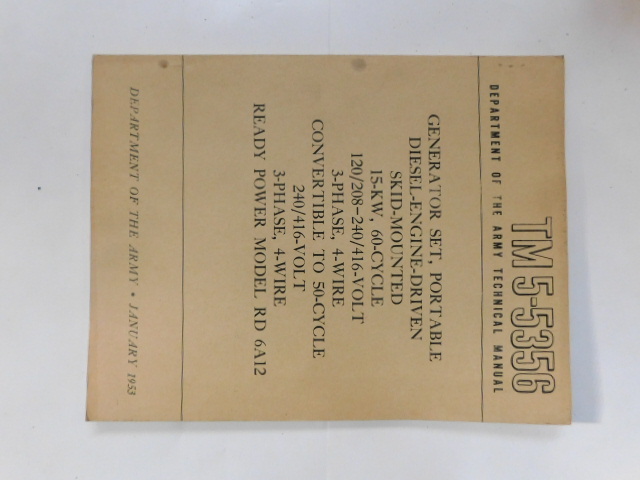 TM 5-5356
DEPARTMENT OF THE ARMY TECHNICAL MANUAL
GENERATOR SET, PORTABLE
DIESEL-ENGINE-DRIVEN
SKID-MOUNTED
15-KW, 60-CYCLE
120/208–240/416-VOLT
3-PHASE, 4-WIRE
CONVERTIBLE TO 50-CYCLE
240/416-VOLT
3-PHASE, 4-WIRE
READY POWER MODEL RD 6A12
DEPARTMENT OF THE ARMY • JANUARY 1953